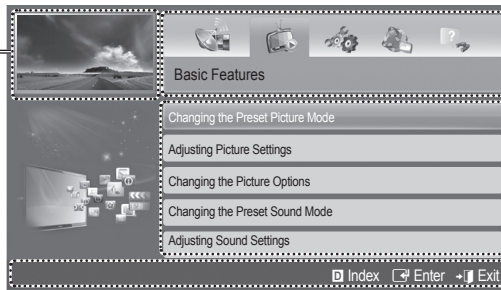 Basic Features
Changing the Preset Picture Mode
Adjusting Picture Settings
Changing the Picture Options
Changing the Preset Sound Mode
Adjusting Sound Settings
D Index Enter Exit